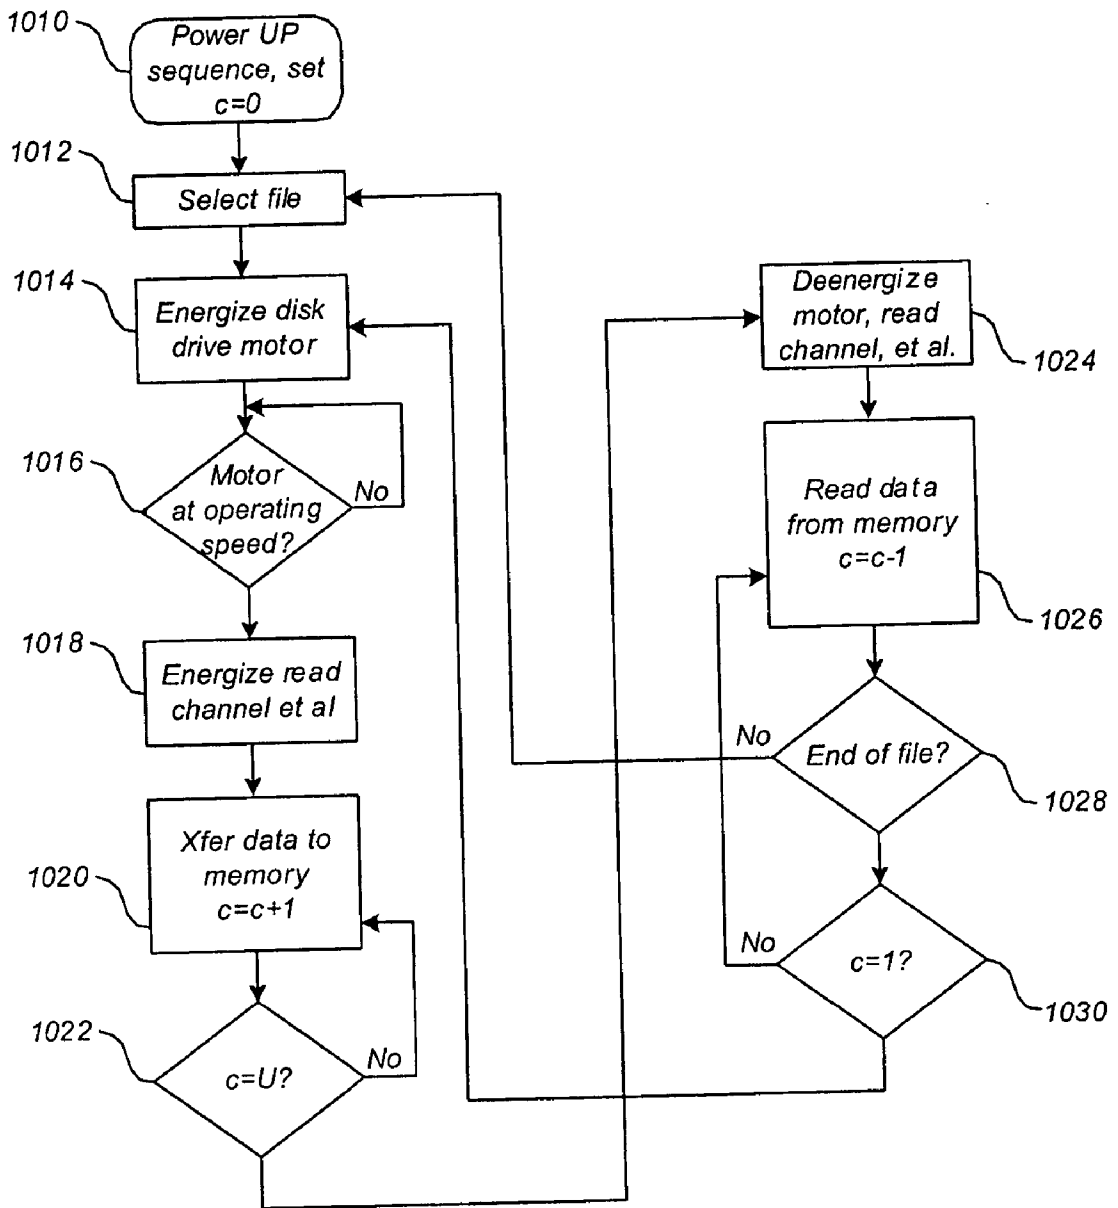 1010
Power UP
sequence, set
c=0
1012
Select file
1014
Energize disk
drive motor
1016
Motor
at operating
speed?
No
1018
Energize read
channel et al
1020
Xfer data to
memory
c=c+1
1022
c=U?
No
Deenergize
motor, read
channel, et al.
1024
Read data
from memory
c=c-1
1026
No
End of file?
1028
No
c=1?
1030